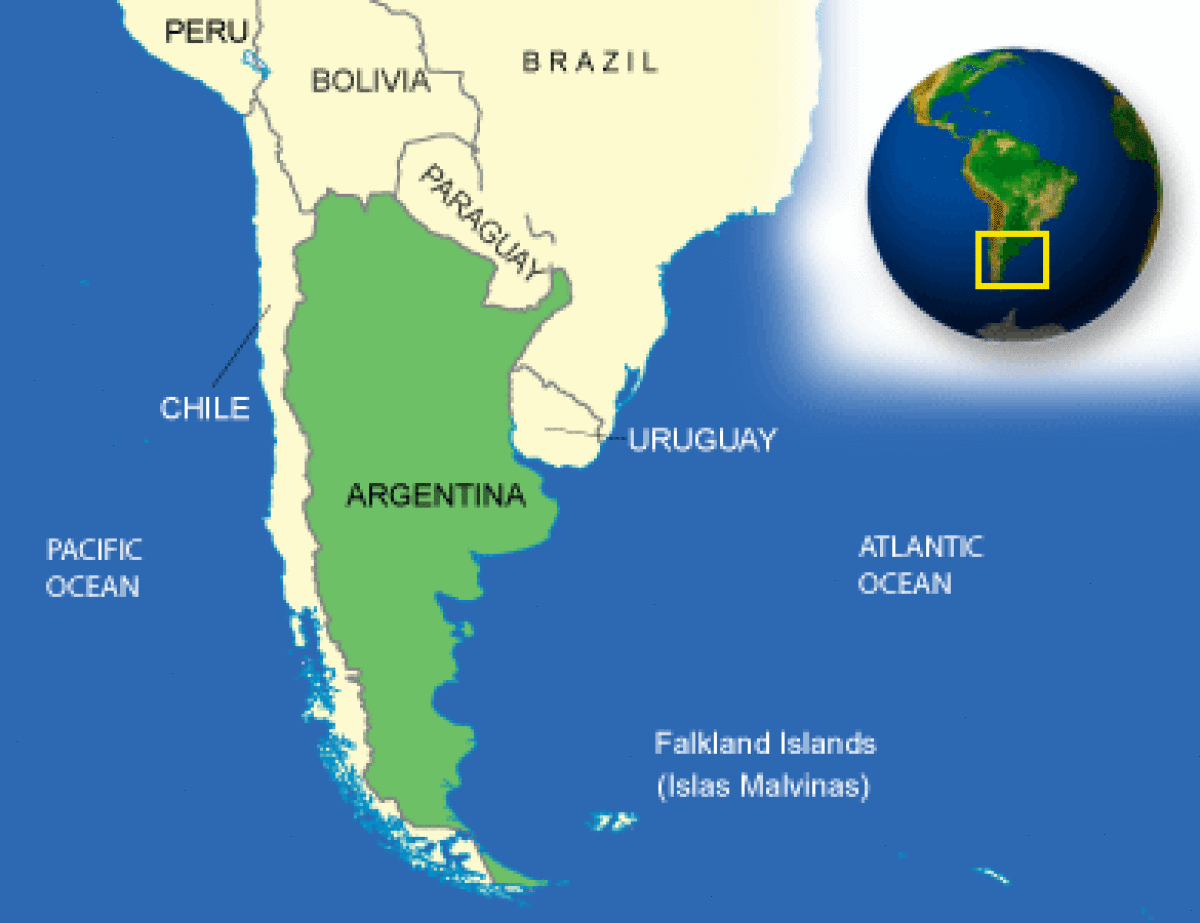 PERU
BOLIVIA
BRAZIL
PARAGUAY
CHILE
URUGUAY
ARGENTINA
PACIFIC
OCEAN
ATLANTIC
OCEAN
Falkland Islands
(Islas Malvinas)